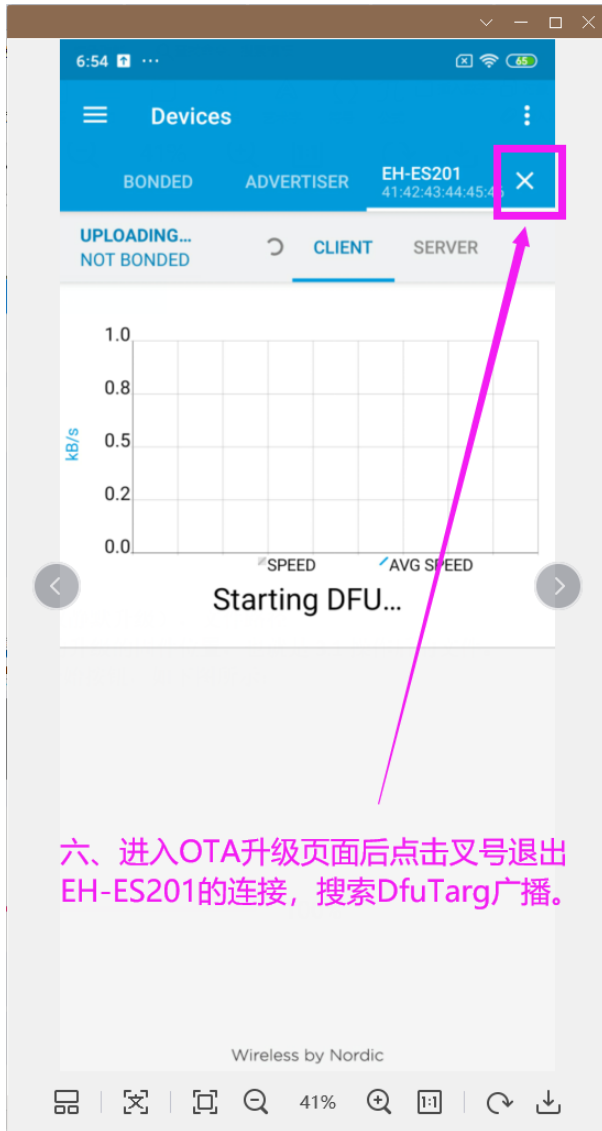 6:54 ...
65
Devices
BONDED ADVERTISER EH-ES201
41:42:43:44:45:46
UPLOADING...
NOT BONDED
CLIENT SERVER
1.0
0.8
0.5
0.2
0.0
kB/s
SPEED AVG SPEED
Starting DFU...
六、进入OTA升级页面后点击叉号退出
EH-ES201的连接，搜索DfuTarg广播。
Wireless by Nordic
41% 1:1